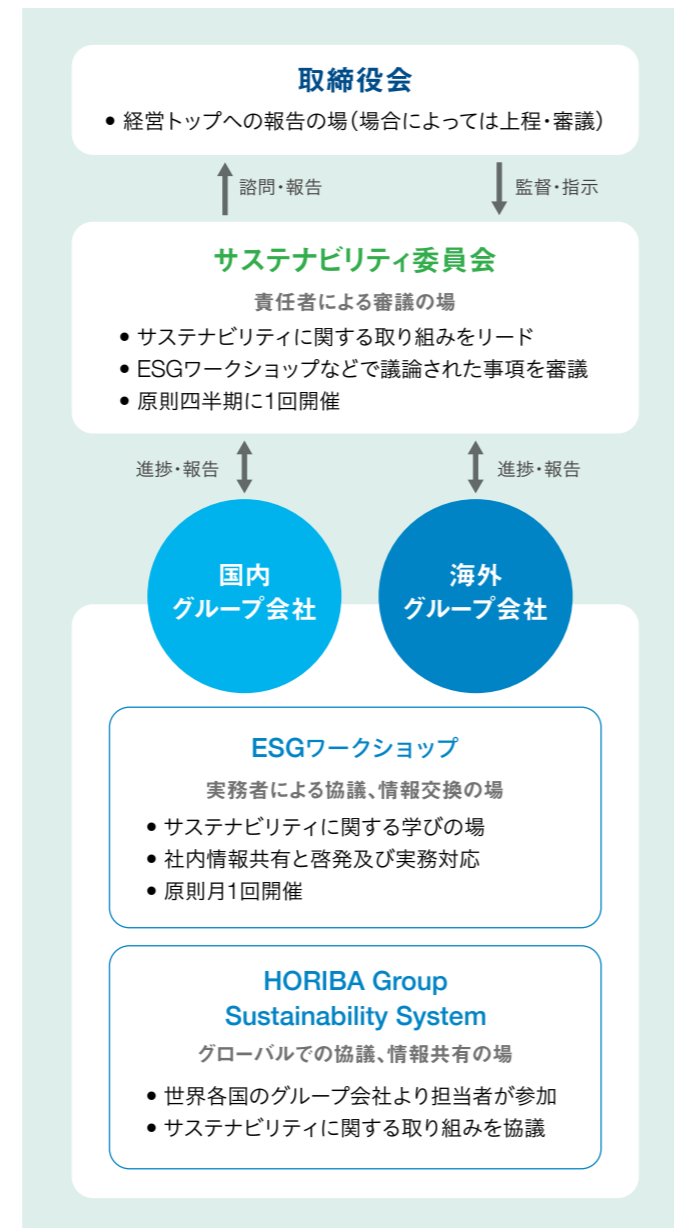 取締役会
• 経営トップへの報告の場(場合によっては上程・審議)
諮問・報告
監督・指示
サステナビリティ委員会
責任者による審議の場
• サステナビリティに関する取り組みをリード
• ESGワークショップなどで議論された事項を審議
• 原則四半期に1回開催
進捗・報告
進捗・報告
国内
グループ会社
海外
グループ会社
ESGワークショップ
実務者による協議、情報交換の場
• サステナビリティに関する学びの場
• 社内情報共有と啓発及び実務対応
• 原則月1回開催
HORIBA Group
Sustainability System
グローバルでの協議、情報共有の場
• 世界各国のグループ会社より担当者が参加
• サステナビリティに関する取り組みを協議